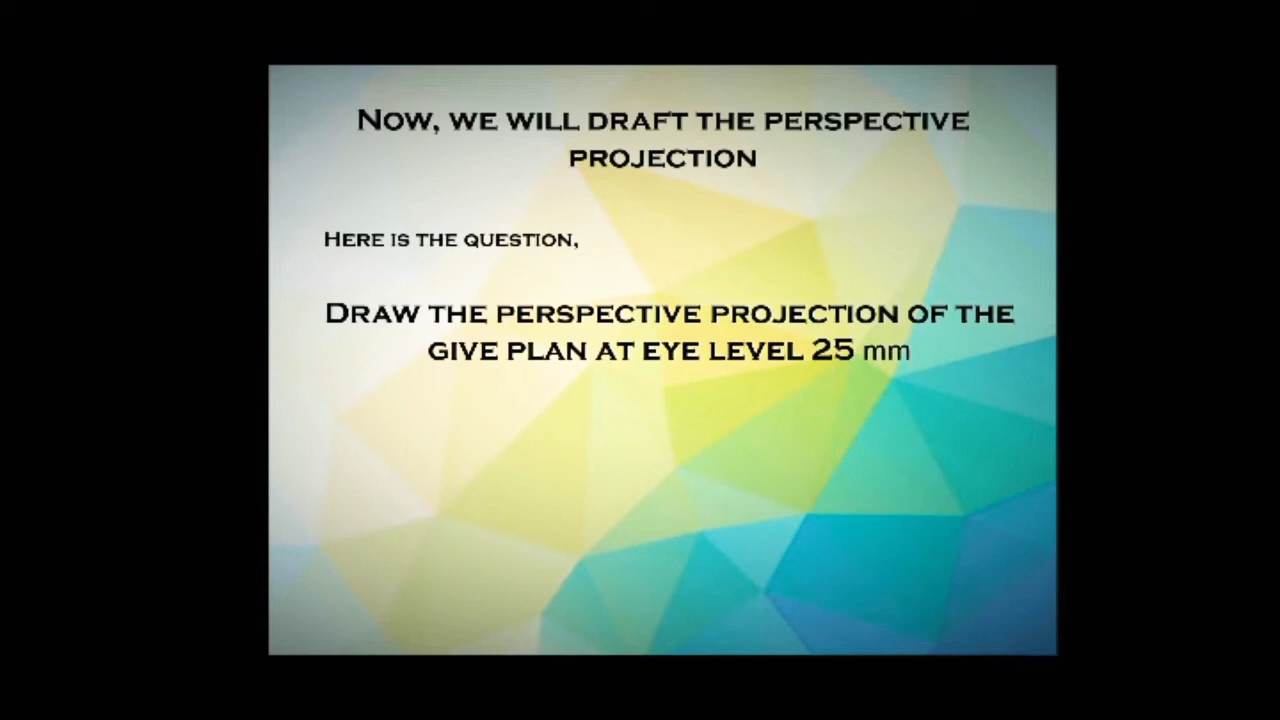 NOW, WE WILL DRAFT THE PERSPECTIVE
PROJECTION
HERE IS THE QUESTION,
DRAW THE PERSPECTIVE PROJECTION OF THE
GIVE PLAN AT EYE LEVEL 25 mm